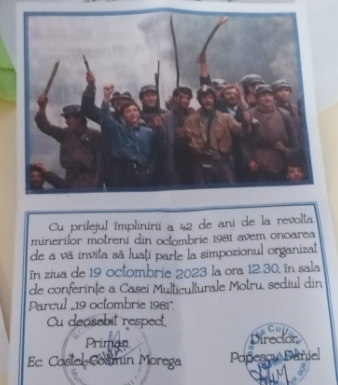 Cu prilejul împlinirii a 42 de ani de la revolta
minerilor motreni din octombrie 1981 avem onoarea
de a vă invita să luați parte la simpozionul organizat
în ziua de 19 octombrie 2023 la ora 12.30, în sala
de conferințe a Casei Multiculturale Motru, sediul din
Parcul „19 octombrie 1981”.
Cu deosebit respect,
Primar Director
Ec. Costel Cosmin Morega Popescu Daniel